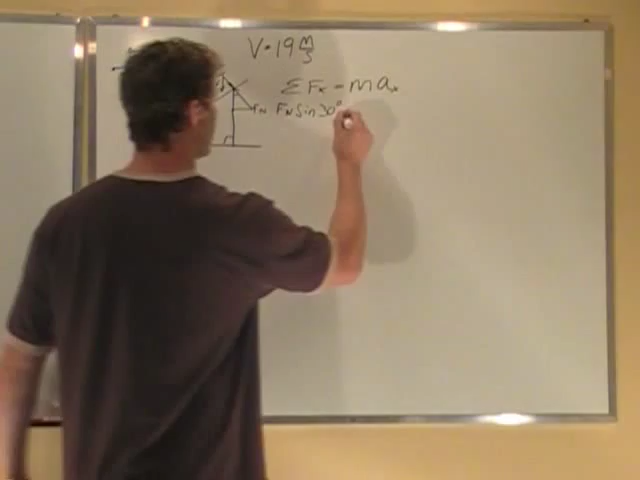 V = 19 m/s
ΣFx = max
FN FN sin 30°